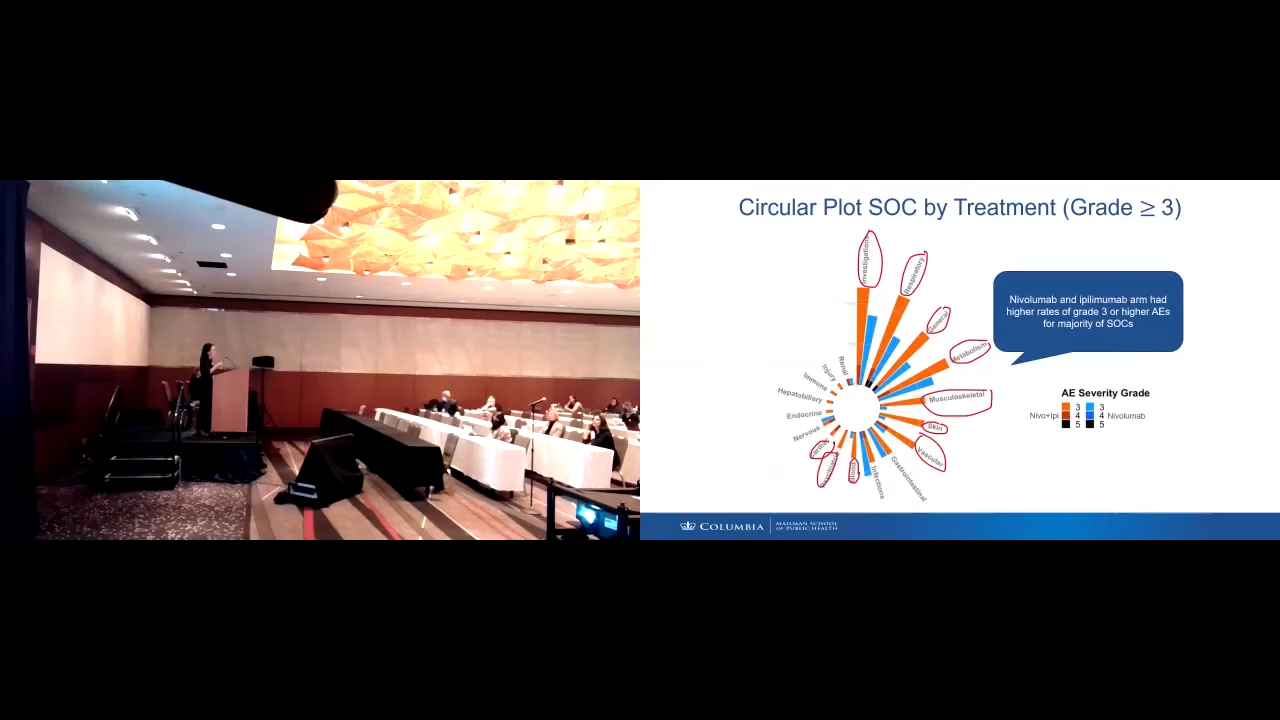 Circular Plot SOC by Treatment (Grade ≥ 3)
Investigations
Respiratory
General
Metabolism
Musculoskeletal
Skin
Vascular
Gastrointestinal
Infections
Nervous
Endocrine
Hepatobiliary
Immune
Injury
Renal
Nivolumab and ipilimumab arm had
higher rates of grade 3 or higher AEs
for majority of SOCs
AE Severity Grade
3 3
Nivo+Ipi 4 4 Nivolumab
5 5
COLUMBIA
MAILMAN SCHOOL
OF PUBLIC HEALTH